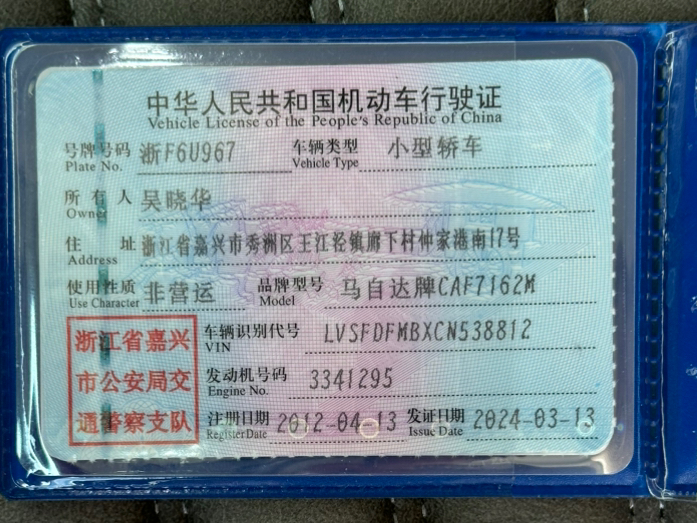 中华人民共和国机动车行驶证
Vehicle License of the People's Republic of China
号牌号码 浙F6U967 车辆类型 小型轿车
Plate No. Vehicle Type
所有人 吴晓华
Owner
住址 浙江省嘉兴市秀洲区王江泾镇廊下村仲家港南17号
Address
使用性质 非营运 品牌型号 马自达牌CAF7162M
Use Character Model
浙江省嘉兴
市公安局交
通警察支队
车辆识别代号 LVSFDFMBXCN538812
VIN
发动机号码 3341295
Engine No.
注册日期 2012-04-13 发证日期 2024-03-13
Register Date Issue Date